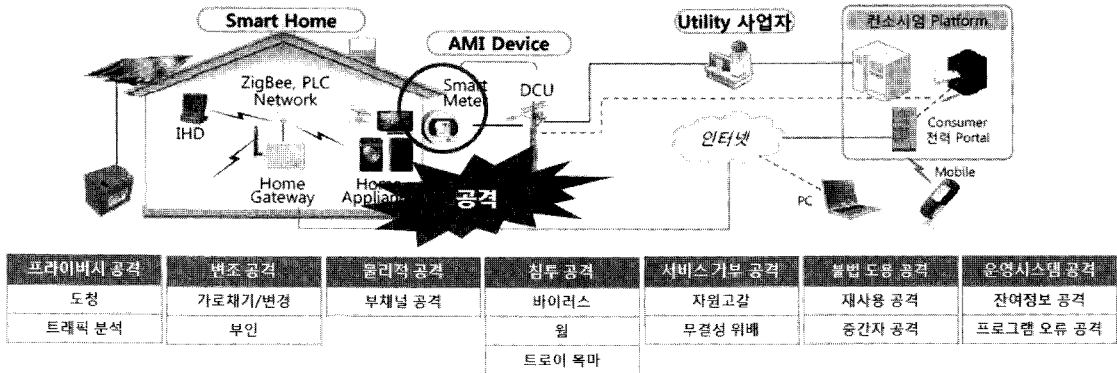 Smart Home
AMI Device
Utility 사업자
컨소시엄 Platform
ZigBee, PLC
Network
Smart
Meter
DCU
IHD
인터넷
Consumer
전력 Portal
Home
Gateway
Home
공격
PC
Mobile
프라이버시 공격
변조 공격
물리적 공격
침투 공격
서비스 거부 공격
불법 도용 공격
운영시스템 공격
도청
가로채기/변경
부채널 공격
바이러스
자원고갈
재사용 공격
잔여정보 공격
트래픽 분석
부인
웜
무결성 위배
중간자 공격
프로그램 오류 공격
트로이 목마